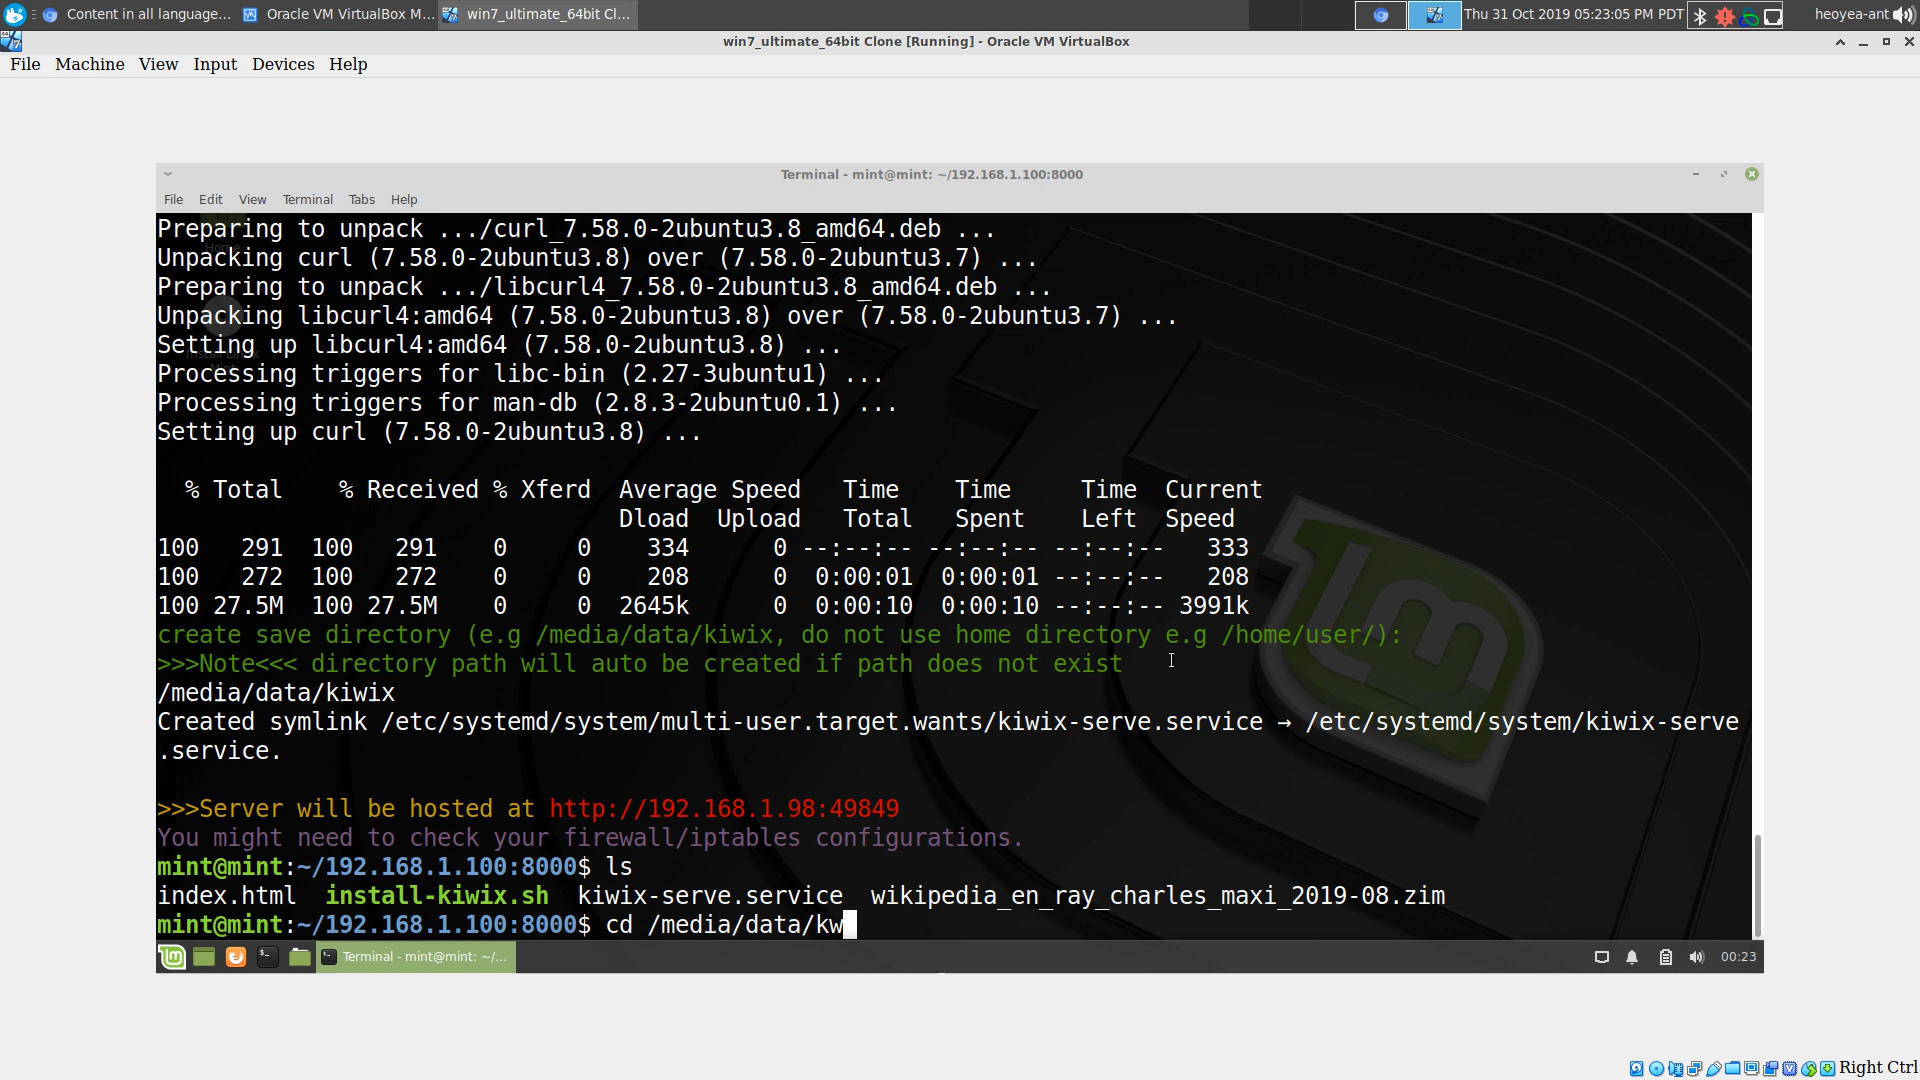 Content in all language...
Oracle VM VirtualBox M...
win7_ultimate_64bit Cl...
Thu 31 Oct 2019 05:23:05 PM PDT
heoyea-ant
win7_ultimate_64bit Clone [Running] - Oracle VM VirtualBox
File Machine View Input Devices Help
Terminal - mint@mint: ~/192.168.1.100:8000
File Edit View Terminal Tabs Help
Preparing to unpack .../curl_7.58.0-2ubuntu3.8_amd64.deb ...
Home
Unpacking curl (7.58.0-2ubuntu3.8) over (7.58.0-2ubuntu3.7) ...
Preparing to unpack .../libcurl4_7.58.0-2ubuntu3.8_amd64.deb ...
Unpacking libcurl4:amd64 (7.58.0-2ubuntu3.8) over (7.58.0-2ubuntu3.7) ...
Setting up libcurl4:amd64 (7.58.0-2ubuntu3.8) ...
Processing triggers for libc-bin (2.27-3ubuntu1) ...
Processing triggers for man-db (2.8.3-2ubuntu0.1) ...
Setting up curl (7.58.0-2ubuntu3.8) ...
% Total % Received % Xferd Average Speed Time Time Time Current
Dload Upload Total Spent Left Speed
100 291 100 291 0 0 334 0 --:--:-- --:--:-- --:--:-- 333
100 272 100 272 0 0 208 0 0:00:01 0:00:01 --:--:-- 208
100 27.5M 100 27.5M 0 0 2645k 0 0:00:10 0:00:10 --:--:-- 3991k
create save directory (e.g /media/data/kiwix, do not use home directory e.g /home/user/):
>>>Note<<< directory path will auto be created if path does not exist
/media/data/kiwix
Created symlink /etc/systemd/system/multi-user.target.wants/kiwix-serve.service → /etc/systemd/system/kiwix-serve
.service.
>>>Server will be hosted at http://192.168.1.98:49849
You might need to check your firewall/iptables configurations.
mint@mint:~/192.168.1.100:8000$ ls
index.html install-kiwix.sh kiwix-serve.service wikipedia_en_ray_charles_maxi_2019-08.zim
mint@mint:~/192.168.1.100:8000$ cd /media/data/kw
Terminal - mint@mint: ~/...
00:23
Right Ctrl